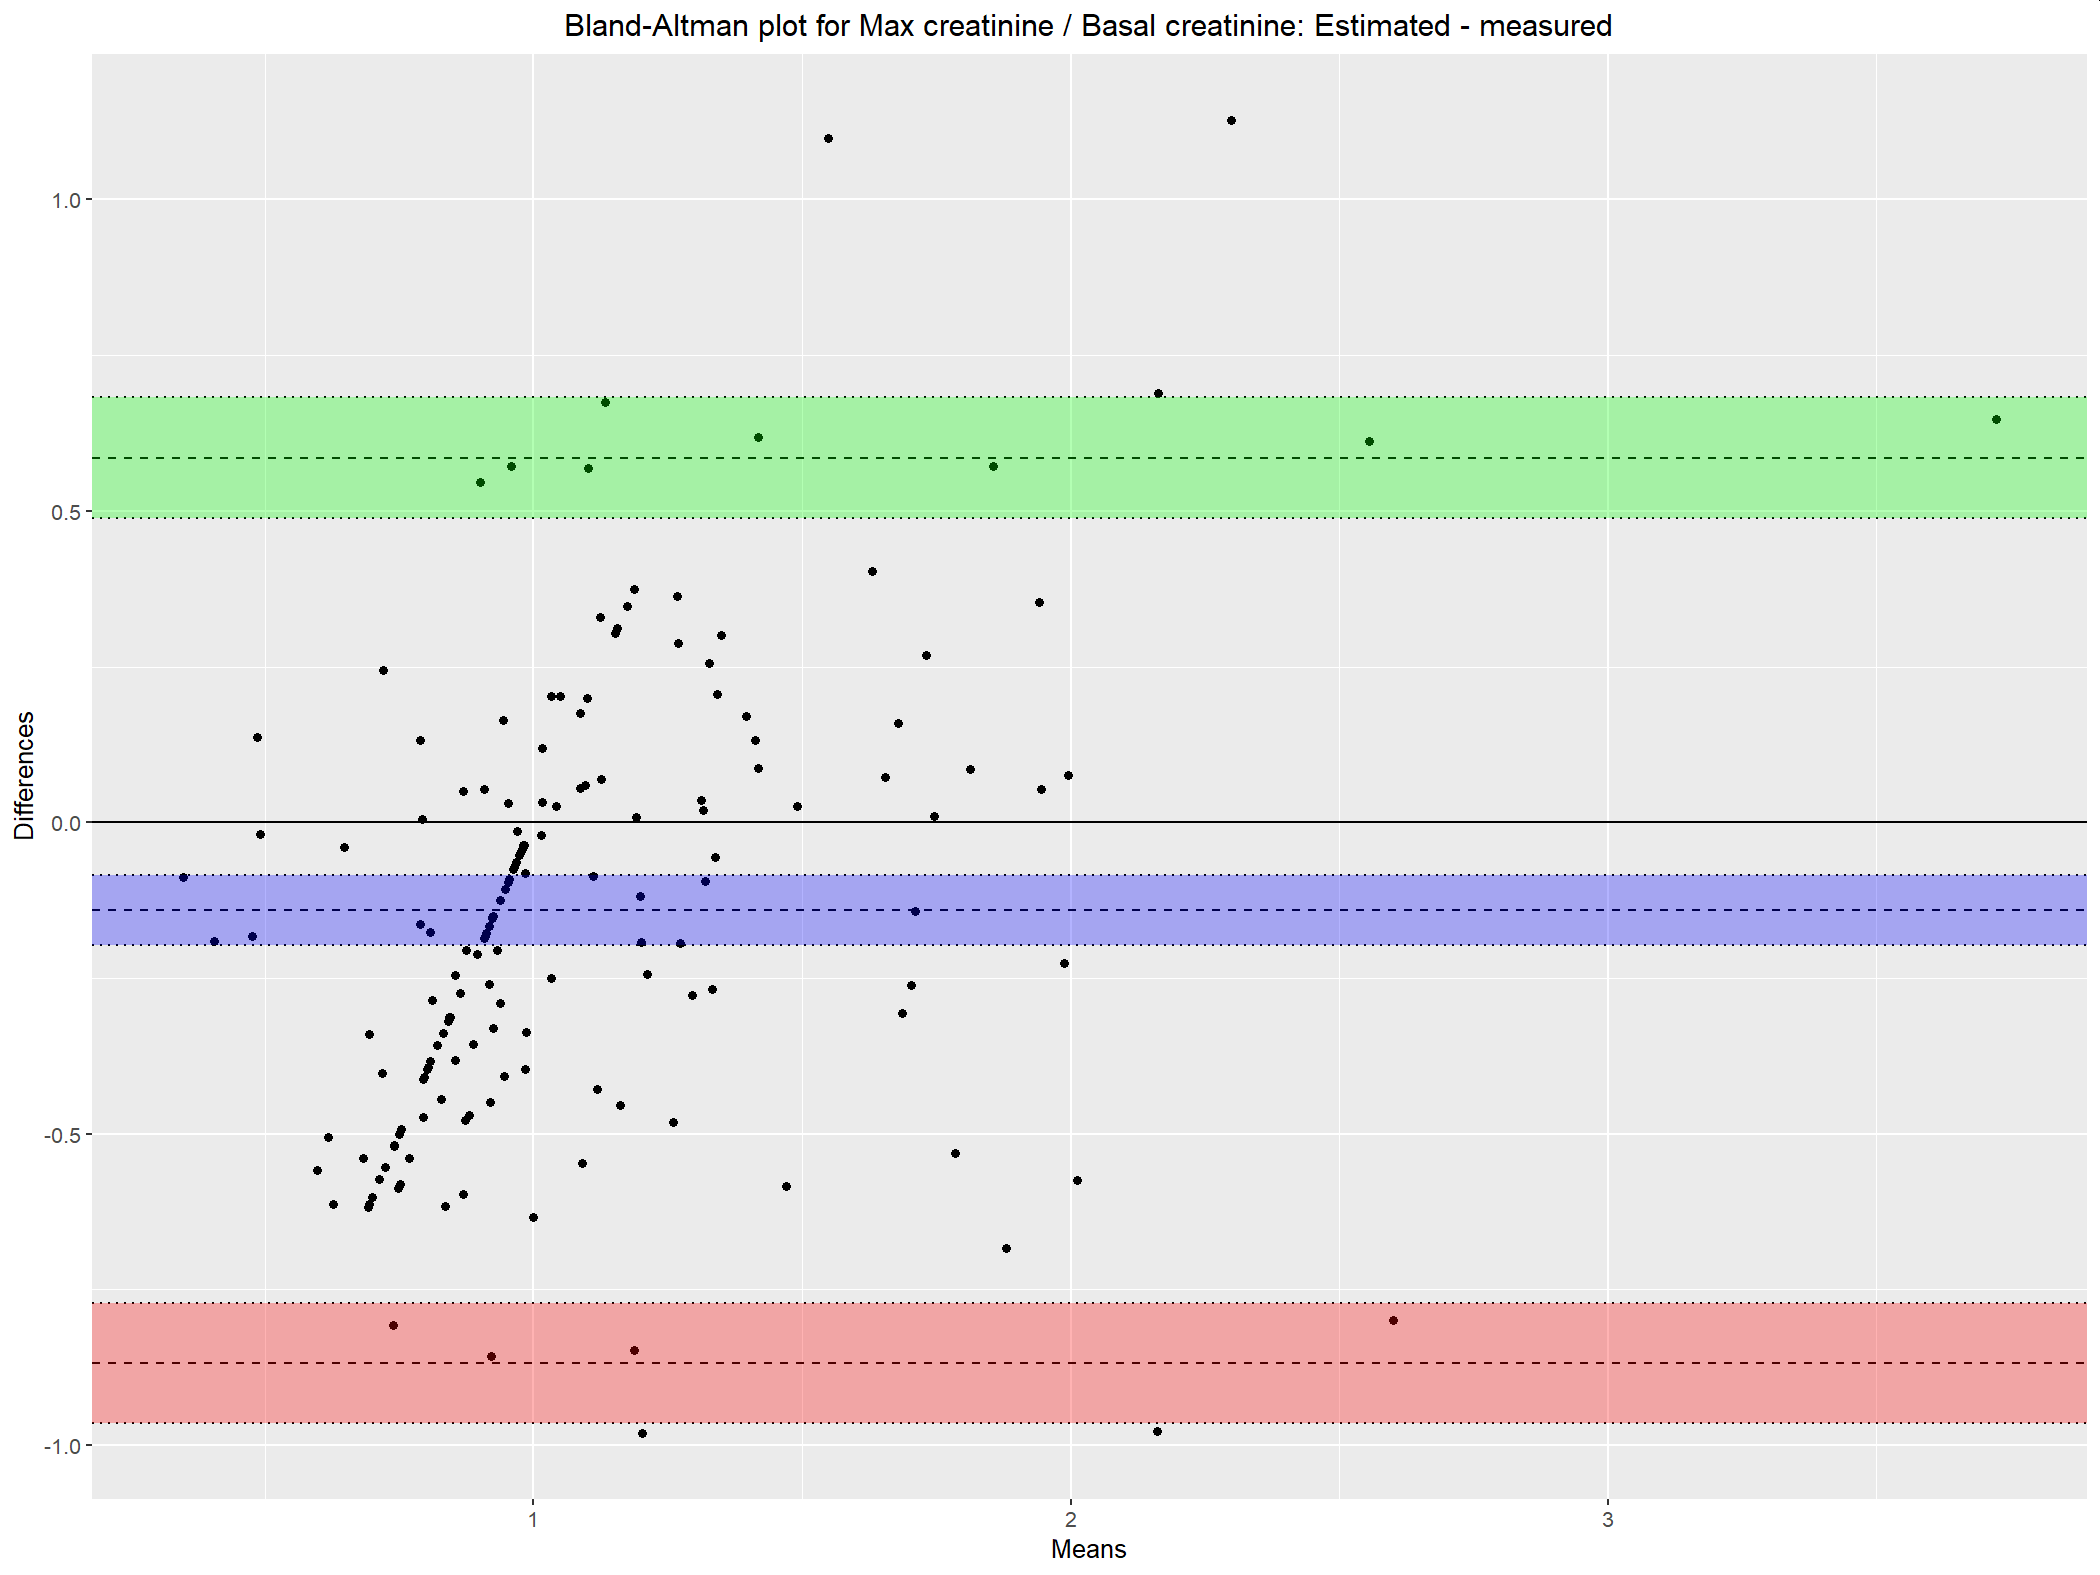 Bland-Altman plot for Max creatinine / Basal creatinine: Estimated - measured
Differences
1.0
0.5
0.0
-0.5
-1.0
1 2 3
Means